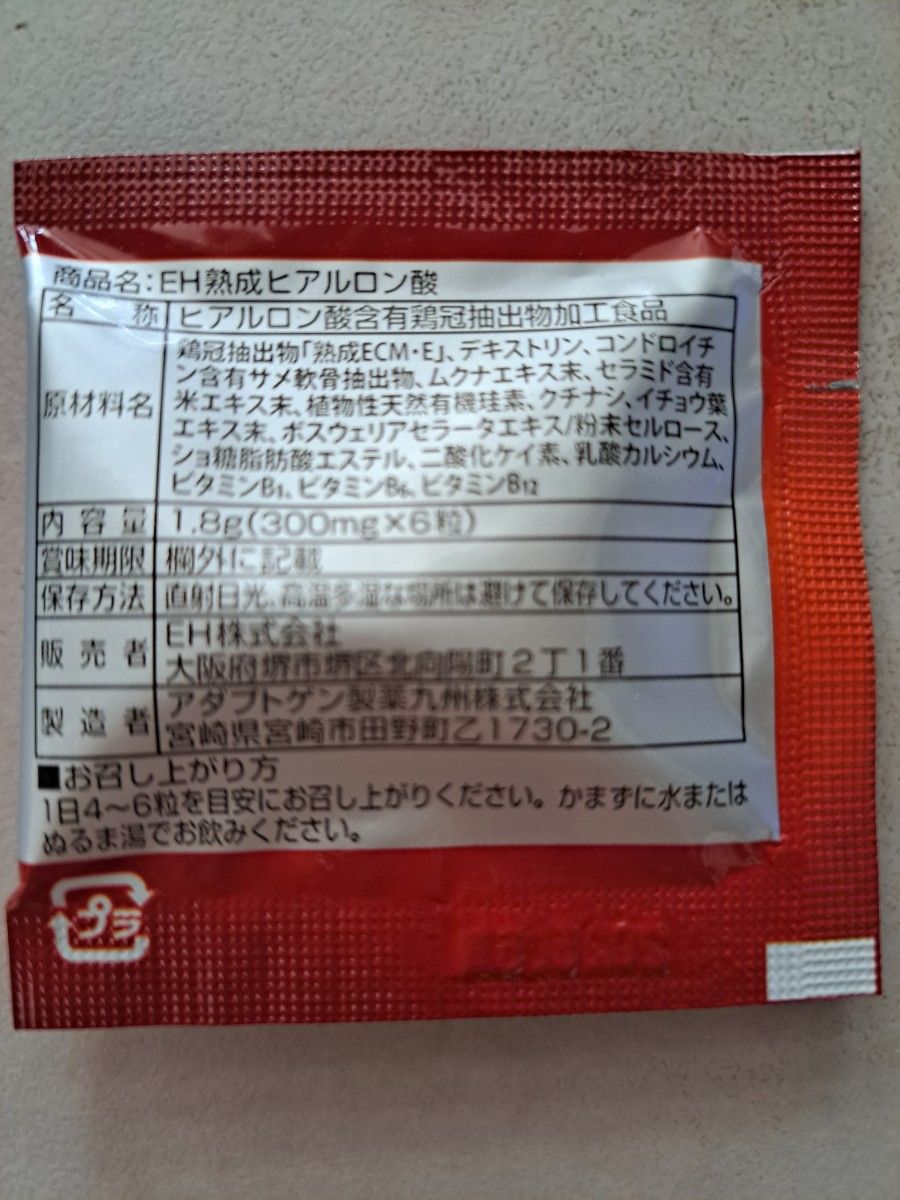 商品名:EH熟成ヒアルロン酸
名称 ヒアルロン酸含有鶏冠抽出物加工食品
原材料名 鶏冠抽出物「熟成ECM・E」、デキストリン、コンドロイチ
ン含有サメ軟骨抽出物、ムクナエキス末、セラミド含有
米エキス末、植物性天然有機珪素、クチナシ、イチョウ葉
エキス末、ボスウェリアセラータエキス/粉末セルロース、
ショ糖脂肪酸エステル、二酸化ケイ素、乳酸カルシウム、
ビタミンB1、ビタミンB6、ビタミンB12
内容量 1.8g(300mg×6粒)
賞味期限 欄外に記載
保存方法 直射日光、高温多湿な場所は避けて保存してください。
販売者 EH株式会社
大阪府堺市堺区北向陽町2丁1番
製造者 アダプトゲン製薬九州株式会社
宮崎県宮崎市田野町乙1730-2
■お召し上がり方
1日4〜6粒を目安にお召し上がりください。かまずに水または
ぬるま湯でお飲みください。
プラ